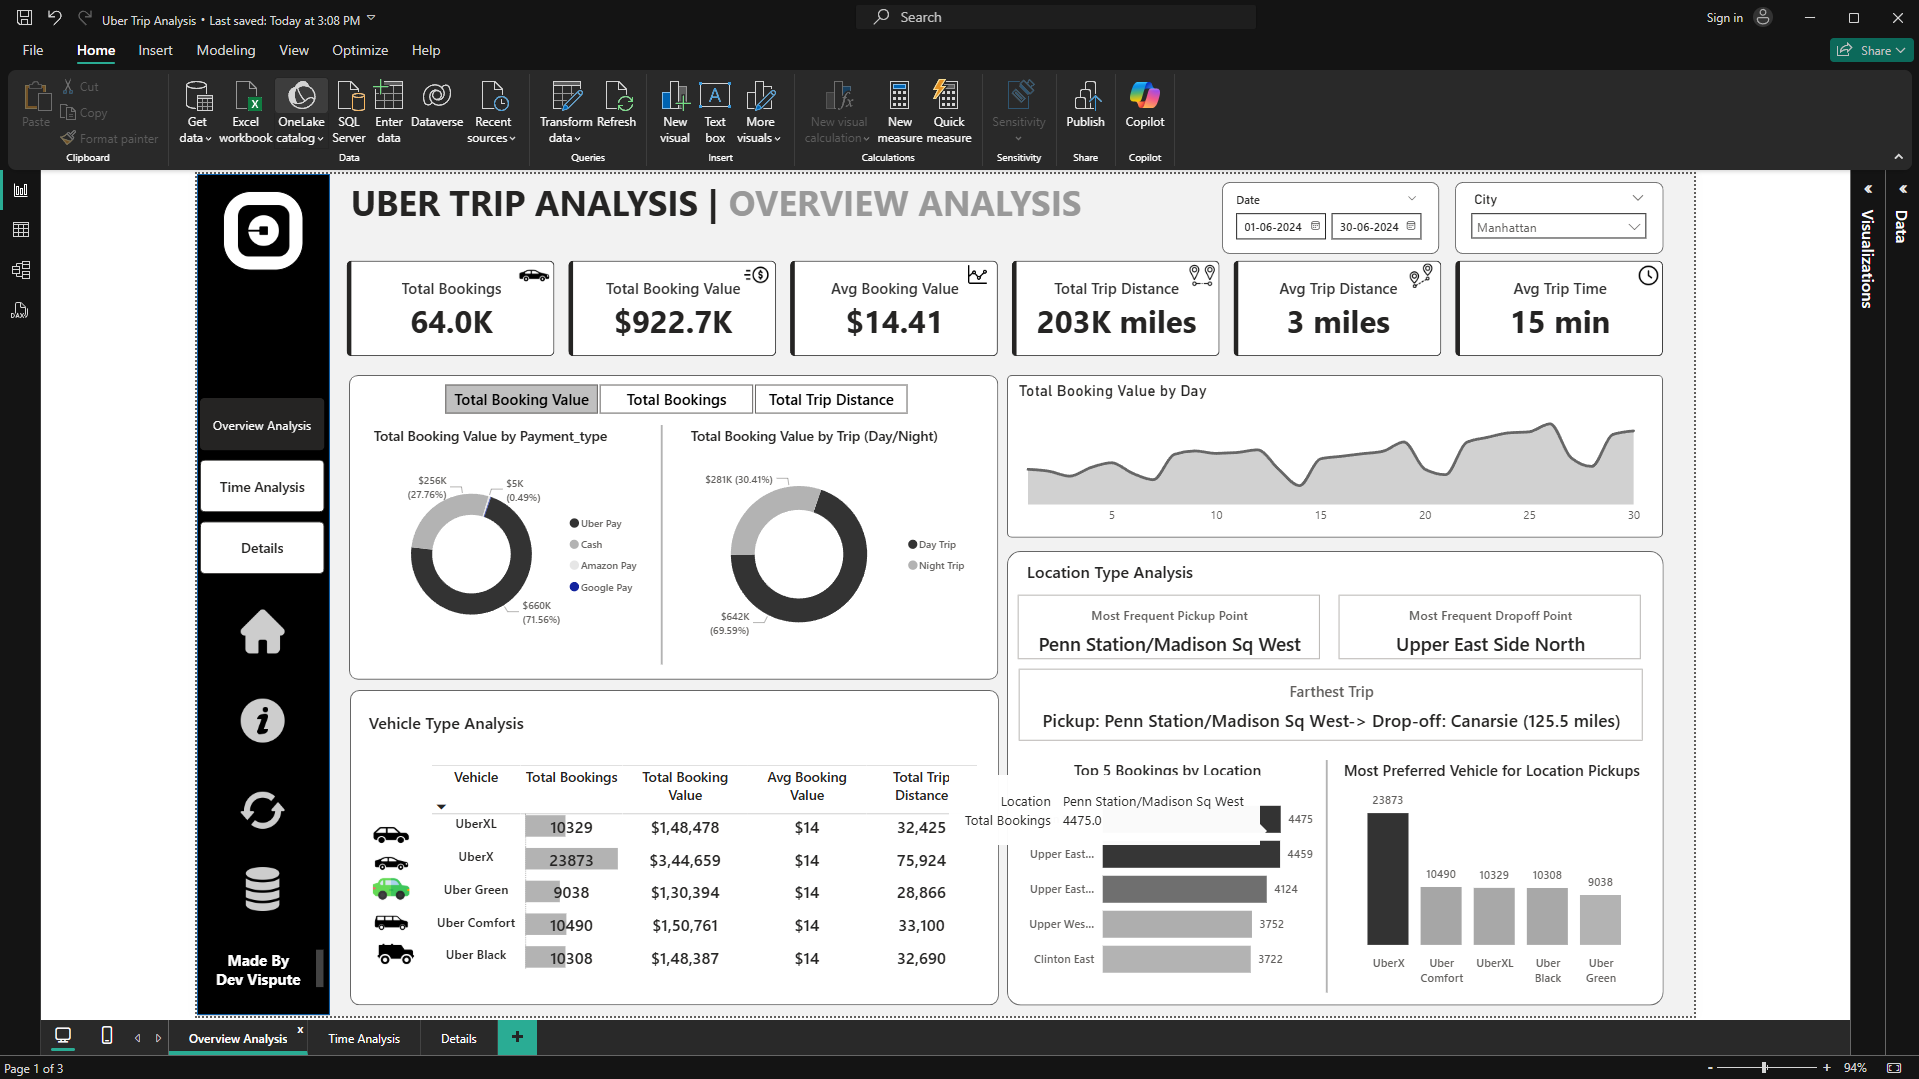 Uber Trip Analysis • Last saved: Today at 3:08 PM
Search
Sign in
File Home Insert Modeling View Optimize Help
Share
Paste
Cut
Copy
Format painter
Clipboard
Get data
Excel workbook
OneLake catalog
SQL Server
Enter data
Dataverse
Recent sources
Data
Transform data
Refresh
Queries
New visual
Text box
More visuals
Insert
New visual calculation
New measure
Quick measure
Calculations
Sensitivity
Sensitivity
Publish
Share
Copilot
Copilot
UBER TRIP ANALYSIS | OVERVIEW ANALYSIS
Date
01-06-2024
30-06-2024
City
Manhattan
Visualizations
Data
Total Bookings
64.0K
Total Booking Value
$922.7K
Avg Booking Value
$14.41
Total Trip Distance
203K miles
Avg Trip Distance
3 miles
Avg Trip Time
15 min
Overview Analysis
Time Analysis
Details
Made By
Dev Vispute
Total Booking Value
Total Bookings
Total Trip Distance
Total Booking Value by Payment_type
$256K
(27.76%)
$5K
(0.49%)
$660K
(71.56%)
Uber Pay
Cash
Amazon Pay
Google Pay
Total Booking Value by Trip (Day/Night)
$281K (30.41%)
$642K
(69.59%)
Day Trip
Night Trip
Total Booking Value by Day
5 10 15 20 25 30
Vehicle Type Analysis
Vehicle Total Bookings Total Booking Value Avg Booking Value Total Trip Distance
UberXL 10329 $1,48,478 $14 32,425
UberX 23873 $3,44,659 $14 75,924
Uber Green 9038 $1,30,394 $14 28,866
Uber Comfort 10490 $1,50,761 $14 33,100
Uber Black 10308 $1,48,387 $14 32,690
Location Type Analysis
Most Frequent Pickup Point
Penn Station/Madison Sq West
Most Frequent Dropoff Point
Upper East Side North
Farthest Trip
Pickup: Penn Station/Madison Sq West-> Drop-off: Canarsie (125.5 miles)
Top 5 Bookings by Location
Location Penn Station/Madison Sq West
Total Bookings 4475.0
4475
Upper East... 4459
Upper East... 4124
Upper Wes... 3752
Clinton East 3722
Most Preferred Vehicle for Location Pickups
23873
10490
10329
10308
9038
UberX
Uber Comfort
UberXL
Uber Black
Uber Green
Overview Analysis x
Time Analysis
Details
+
Page 1 of 3
- + 94%